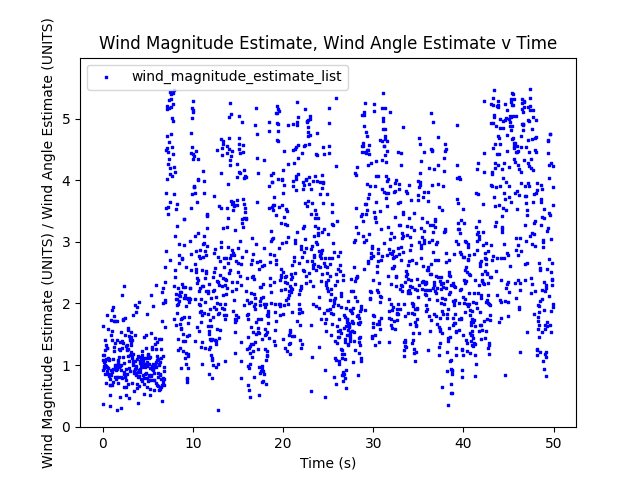 Wind Magnitude Estimate, Wind Angle Estimate v Time
wind_magnitude_estimate_list
Wind Magnitude Estimate (UNITS) / Wind Angle Estimate (UNITS)
5
4
3
2
1
0
0 10 20 30 40 50
Time (s)